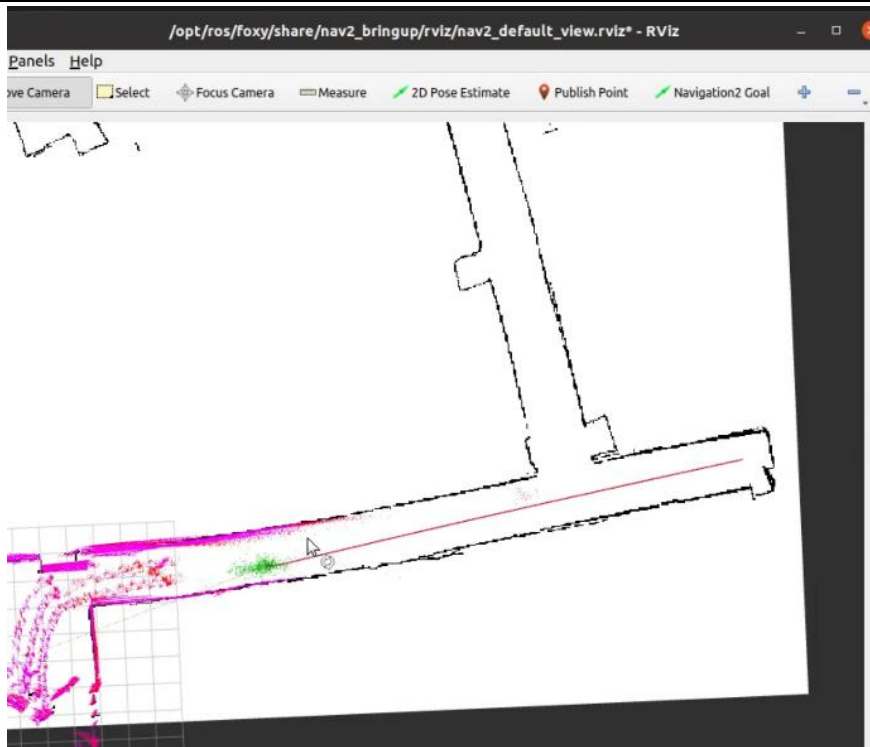 /opt/ros/foxy/share/nav2_bringup/rviz/nav2_default_view.rviz* - RViz
Panels Help
ove Camera Select Focus Camera Measure 2D Pose Estimate Publish Point Navigation2 Goal